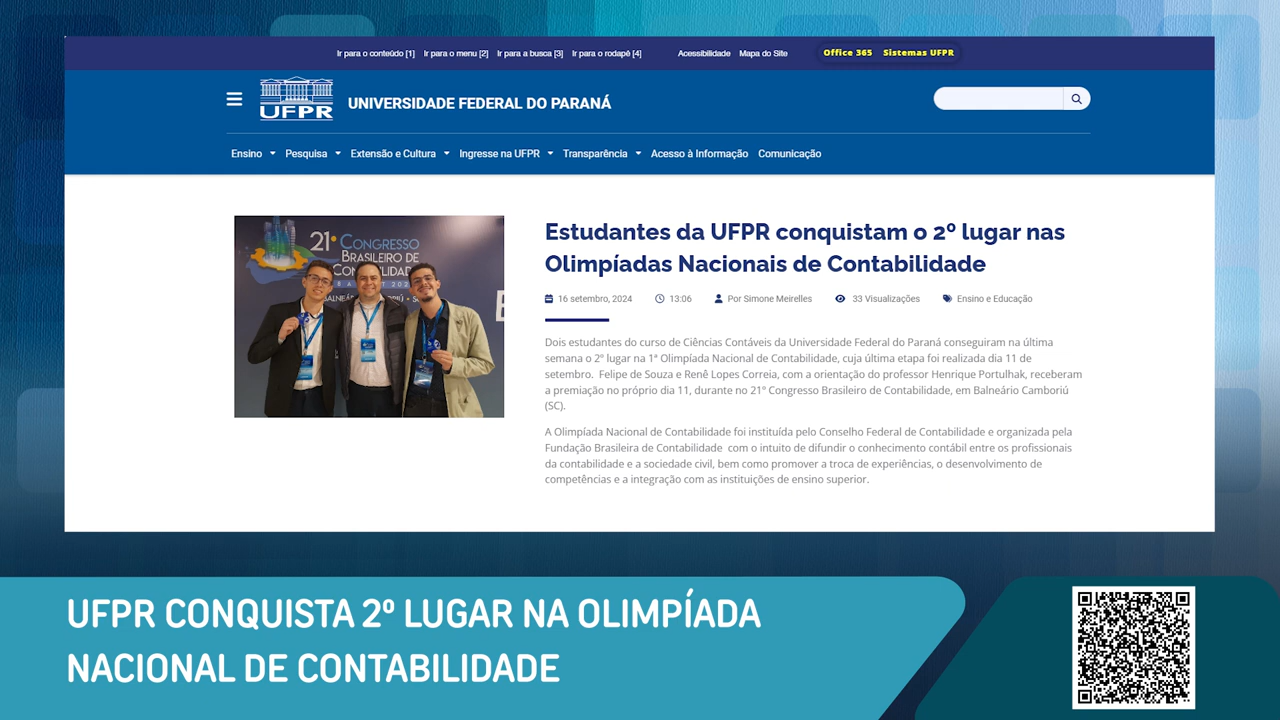 Ir para o conteúdo [1] Ir para o menu [2] Ir para a busca [3] Ir para o rodapé [4] Acessibilidade Mapa do Site Office 365 Sistemas UFPR
UFPR
UNIVERSIDADE FEDERAL DO PARANÁ
Ensino Pesquisa Extensão e Cultura Ingresse na UFPR Transparência Acesso à Informação Comunicação
21º CONGRESSO
BRASILEIRO DE
Estudantes da UFPR conquistam o 2º lugar nas
Olimpíadas Nacionais de Contabilidade
16 setembro, 2024 13:06 Por Simone Meirelles 33 Visualizações Ensino e Educação
Dois estudantes do curso de Ciências Contáveis da Universidade Federal do Paraná conseguiram na última
semana o 2º lugar na 1ª Olimpíada Nacional de Contabilidade, cuja última etapa foi realizada dia 11 de
setembro. Felipe de Souza e Renê Lopes Correia, com a orientação do professor Henrique Portulhak, receberam
a premiação no próprio dia 11, durante no 21º Congresso Brasileiro de Contabilidade, em Balneário Camboriú
(SC).
A Olimpíada Nacional de Contabilidade foi instituída pelo Conselho Federal de Contabilidade e organizada pela
Fundação Brasileira de Contabilidade com o intuito de difundir o conhecimento contábil entre os profissionais
da contabilidade e a sociedade civil, bem como promover a troca de experiências, o desenvolvimento de
competências e a integração com as instituições de ensino superior.
UFPR CONQUISTA 2º LUGAR NA OLIMPÍADA
NACIONAL DE CONTABILIDADE